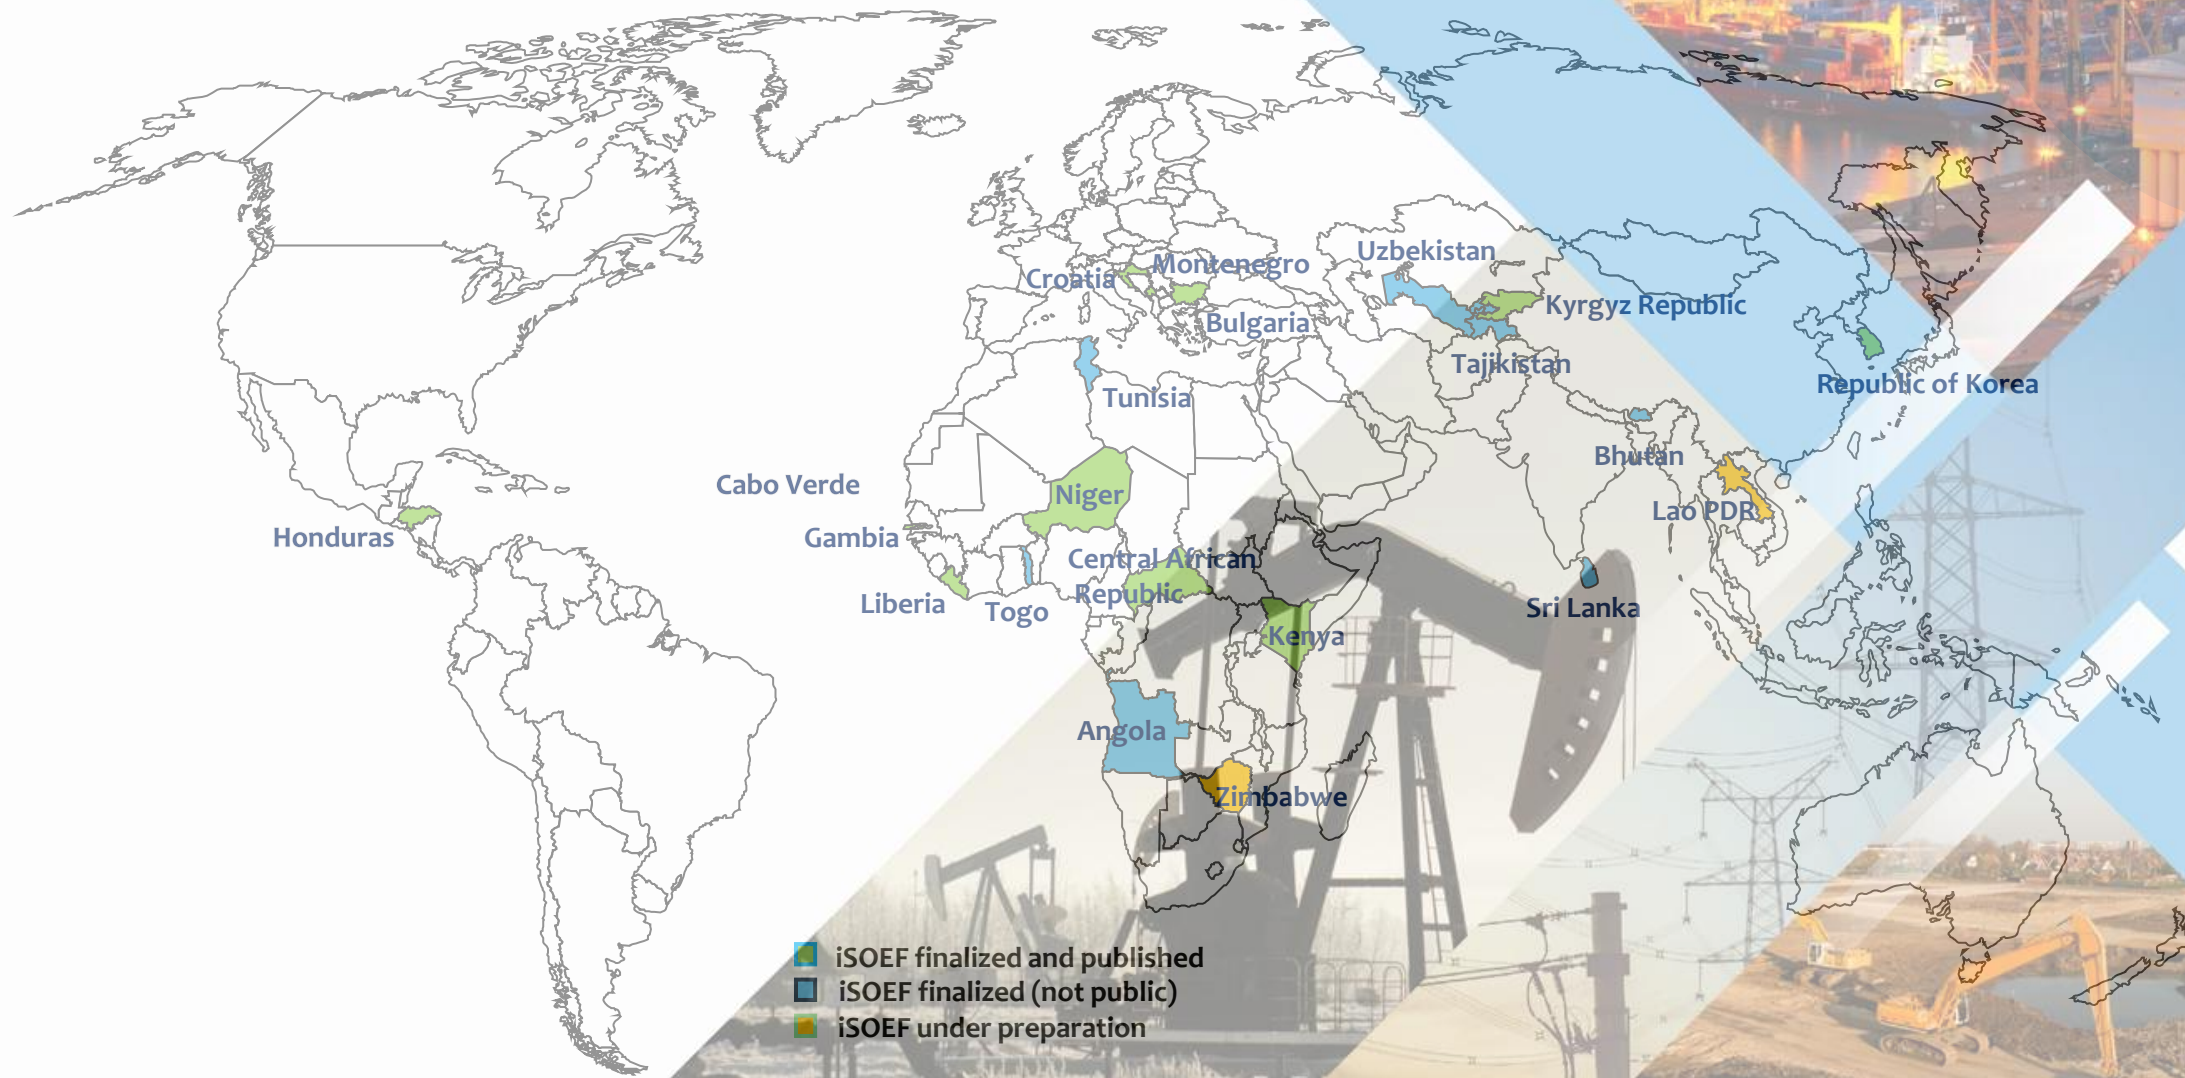 Uzbekistan
Montenegro
Croatia
Kyrgyz Republic
Bulgaria
Tajikistan
Republic of Korea
Tunisia
Bhutan
Cabo Verde
Niger
Lao PDR
Honduras
Gambia
Central African
Republic
Liberia
Togo
Sri Lanka
Kenya
Angola
Zimbabwe
iSOEF finalized and published
iSOEF finalized (not public)
iSOEF under preparation